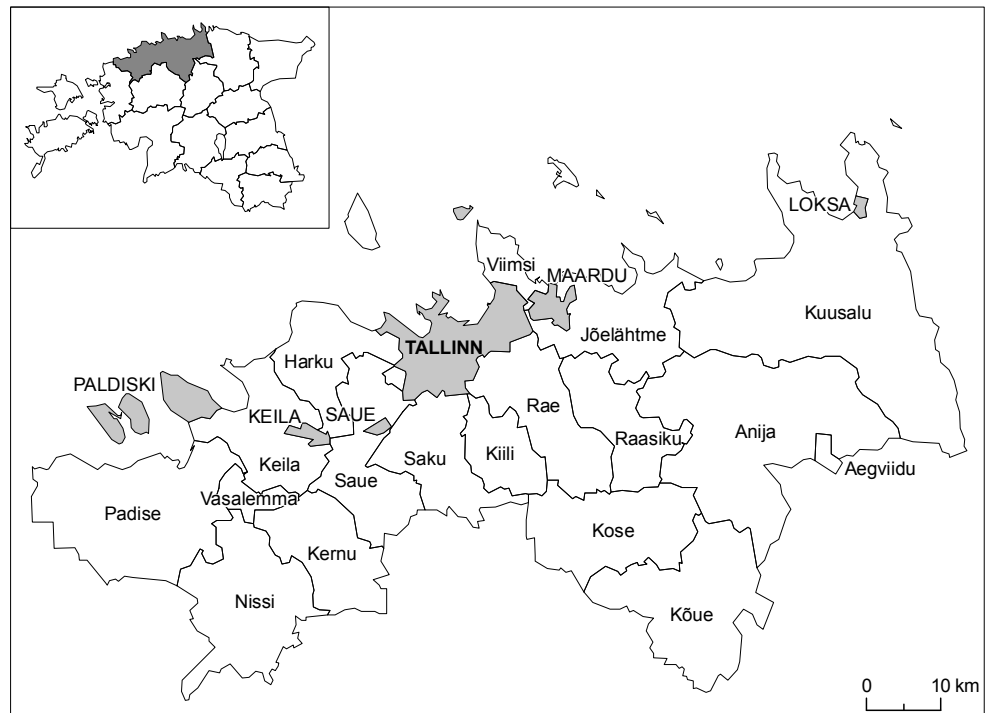 LOKSA
Viimsi
MAARDU
Kuusalu
Jõelähtme
TALLINN
Harku
PALDISKI
KEILA
SAUE
Rae
Anija
Raasiku
Keila
Saku
Kiili
Aegviidu
Saue
Vasalemma
Padise
Kose
Kernu
Nissi
Kõue
0 10 km